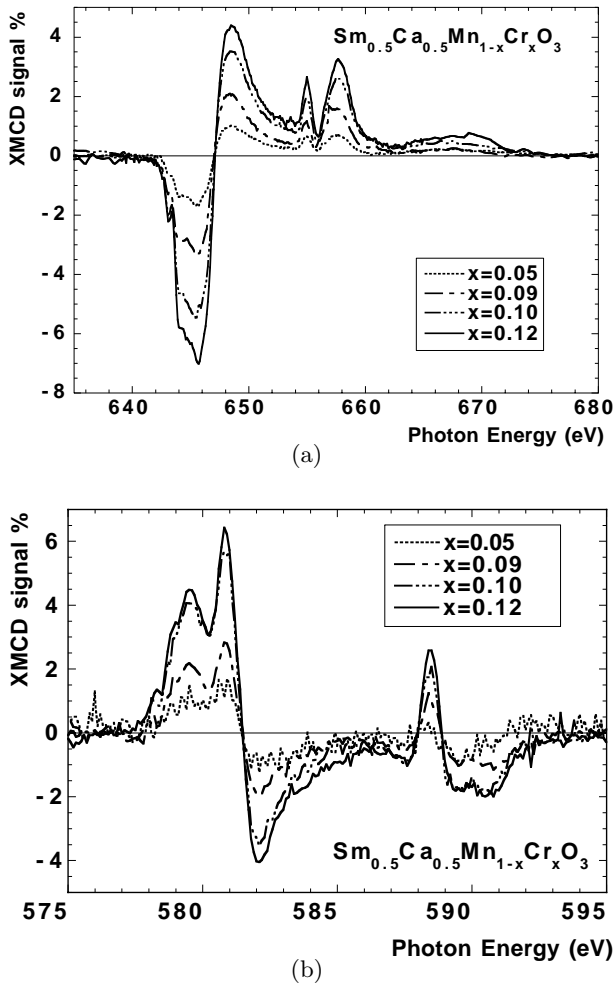 XMCD signal %
Sm0.5Ca0.5Mn1-xCrxO3
4
2
0
-2
-4
-6
-8
x=0.05
x=0.09
x=0.10
x=0.12
640 650 660 670 680
Photon Energy (eV)
(a)
XMCD signal %
6
4
2
0
-2
-4
x=0.05
x=0.09
x=0.10
x=0.12
Sm0.5Ca0.5Mn1-xCrxO3
575 580 585 590 595
Photon Energy (eV)
(b)